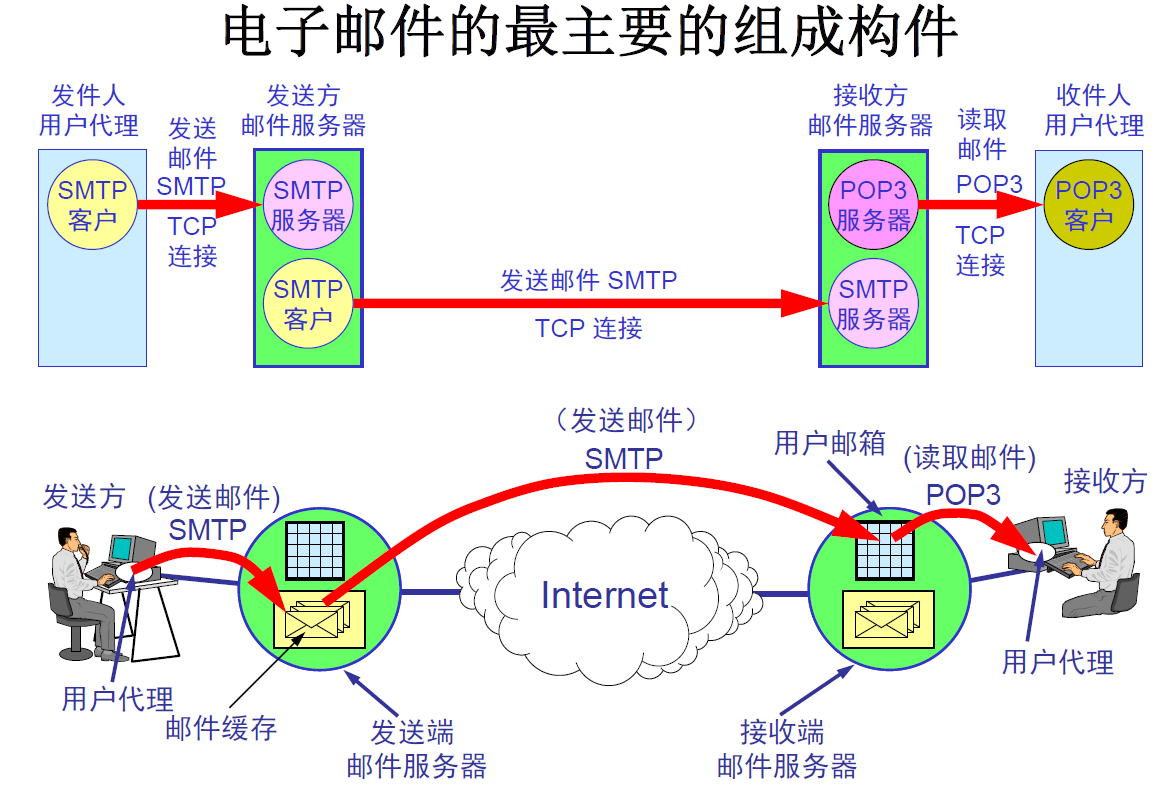 电子邮件的最主要的组成构件
发件人
用户代理
发送方
邮件服务器
接收方
邮件服务器
收件人
用户代理
发送
邮件
SMTP
TCP
连接
读取
邮件
POP3
TCP
连接
SMTP
客户
SMTP
服务器
SMTP
客户
POP3
服务器
SMTP
服务器
POP3
客户
发送邮件 SMTP
TCP 连接
（发送邮件）
SMTP
用户邮箱
(读取邮件)
POP3
接收方
发送方
(发送邮件)
SMTP
Internet
用户代理
邮件缓存
发送端
邮件服务器
接收端
邮件服务器
用户代理